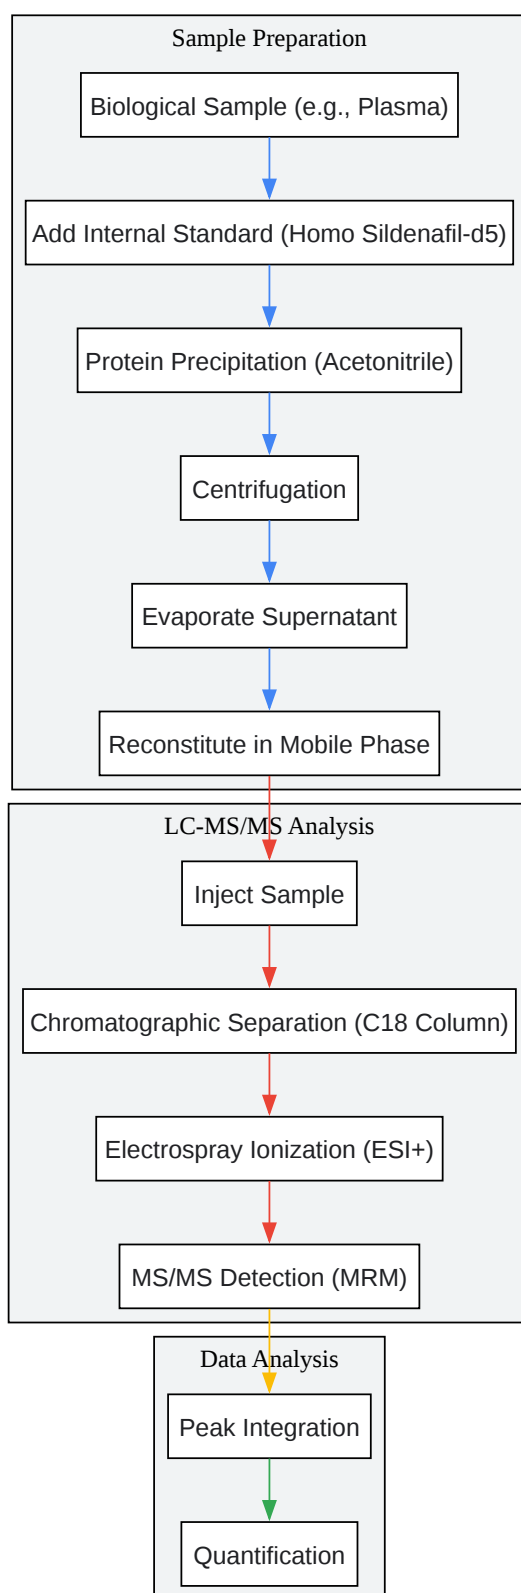 Sample Preparation
Biological Sample (e.g., Plasma)
Add Internal Standard (Homo Sildenafil-d5)
Protein Precipitation (Acetonitrile)
Centrifugation
Evaporate Supernatant
Reconstitute in Mobile Phase
LC-MS/MS Analysis
Inject Sample
Chromatographic Separation (C18 Column)
Electrospray Ionization (ESI+)
MS/MS Detection (MRM)
Data Analysis
Peak Integration
Quantification